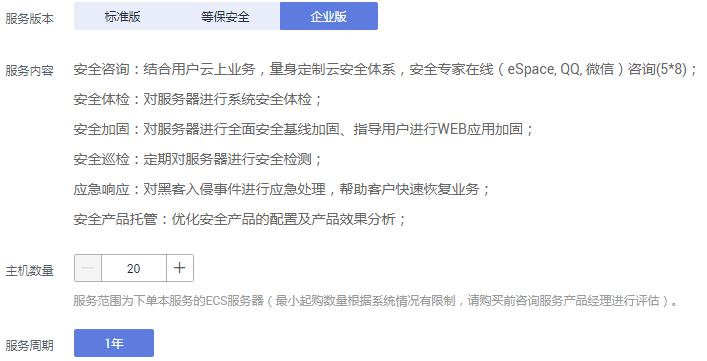 服务版本 标准版 等保安全 企业版
服务内容 安全咨询：结合用户云上业务，量身定制云安全体系，安全专家在线（eSpace, QQ, 微信）咨询(5*8)；
安全体检：对服务器进行系统安全体检；
安全加固：对服务器进行全面安全基线加固、指导用户进行WEB应用加固；
安全巡检：定期对服务器进行安全检测；
应急响应：对黑客入侵事件进行应急处理，帮助客户快速恢复业务；
安全产品托管：优化安全产品的配置及产品效果分析；
主机数量 — 20 +
服务范围为下单本服务的ECS服务器（最小起购数量根据系统情况有限制，请购买前咨询服务产品经理进行评估）。
服务周期 1年